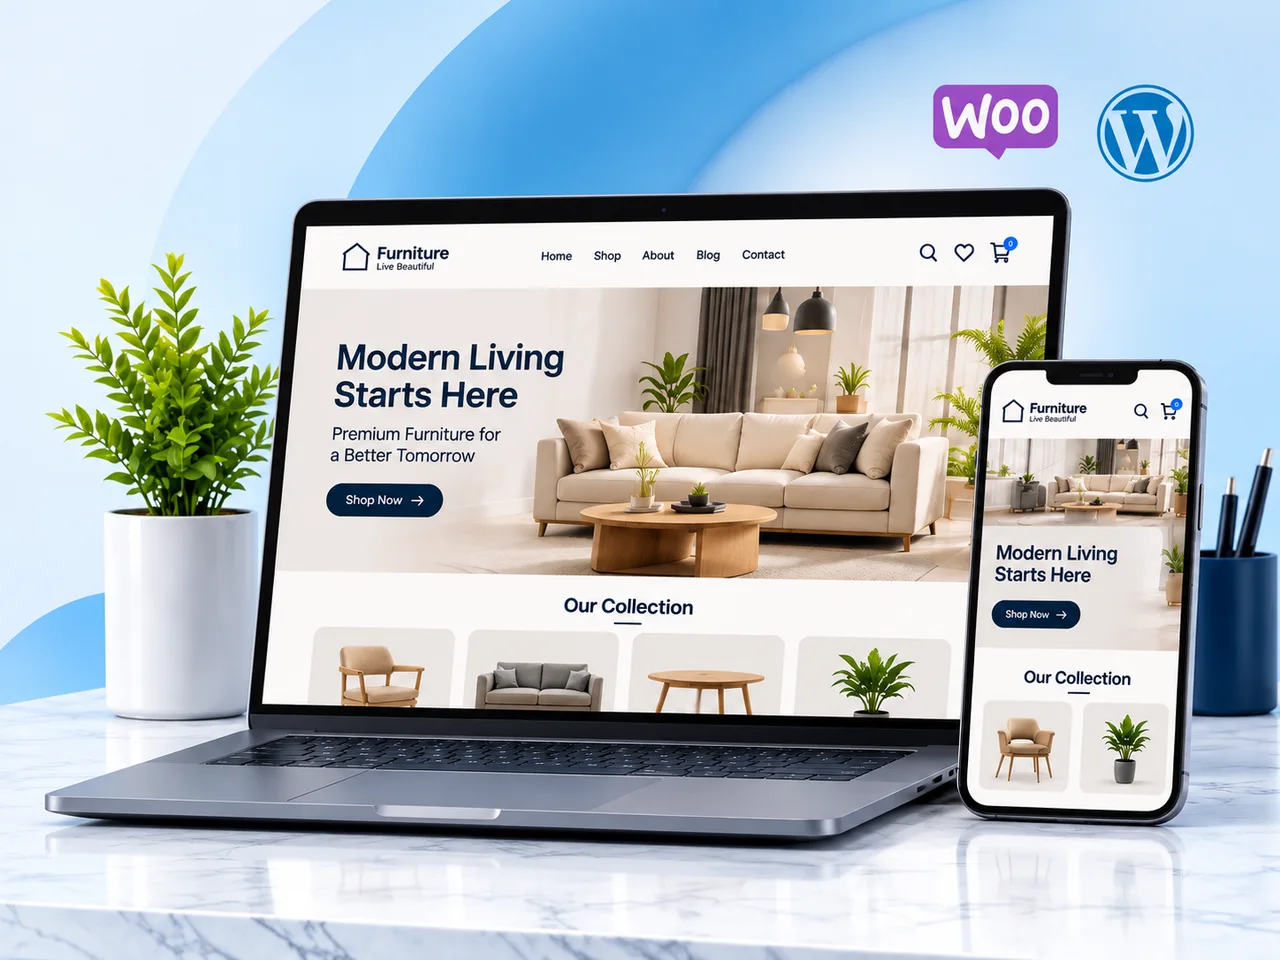 WOO
W
Furniture
Live Beautiful
Home Shop About Blog Contact
0
Modern Living
Starts Here
Premium Furniture for
a Better Tomorrow
Shop Now →
Our Collection
Furniture
Live Beautiful
0
Modern Living
Starts Here
Shop Now →
Our Collection